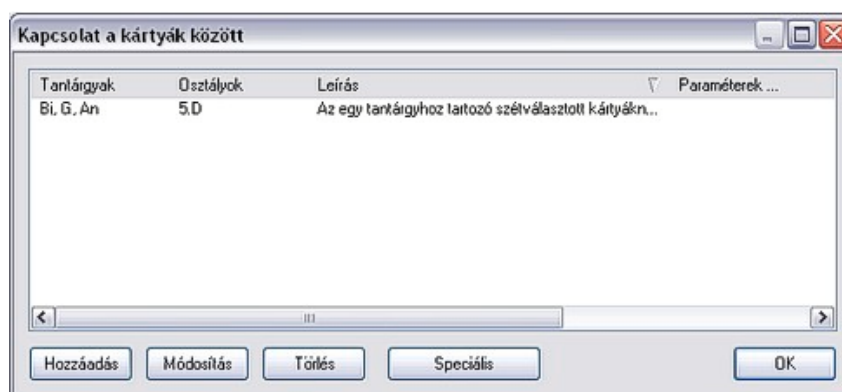 Kapcsolat a kártyák között
Tantárgyak Osztályok Leírás Paraméterek ...
Bi, G, An 5.D Az egy tantárgyhoz tartozó szétválasztott kártyákn...
Hozzáadás Módosítás Törlés Speciális OK